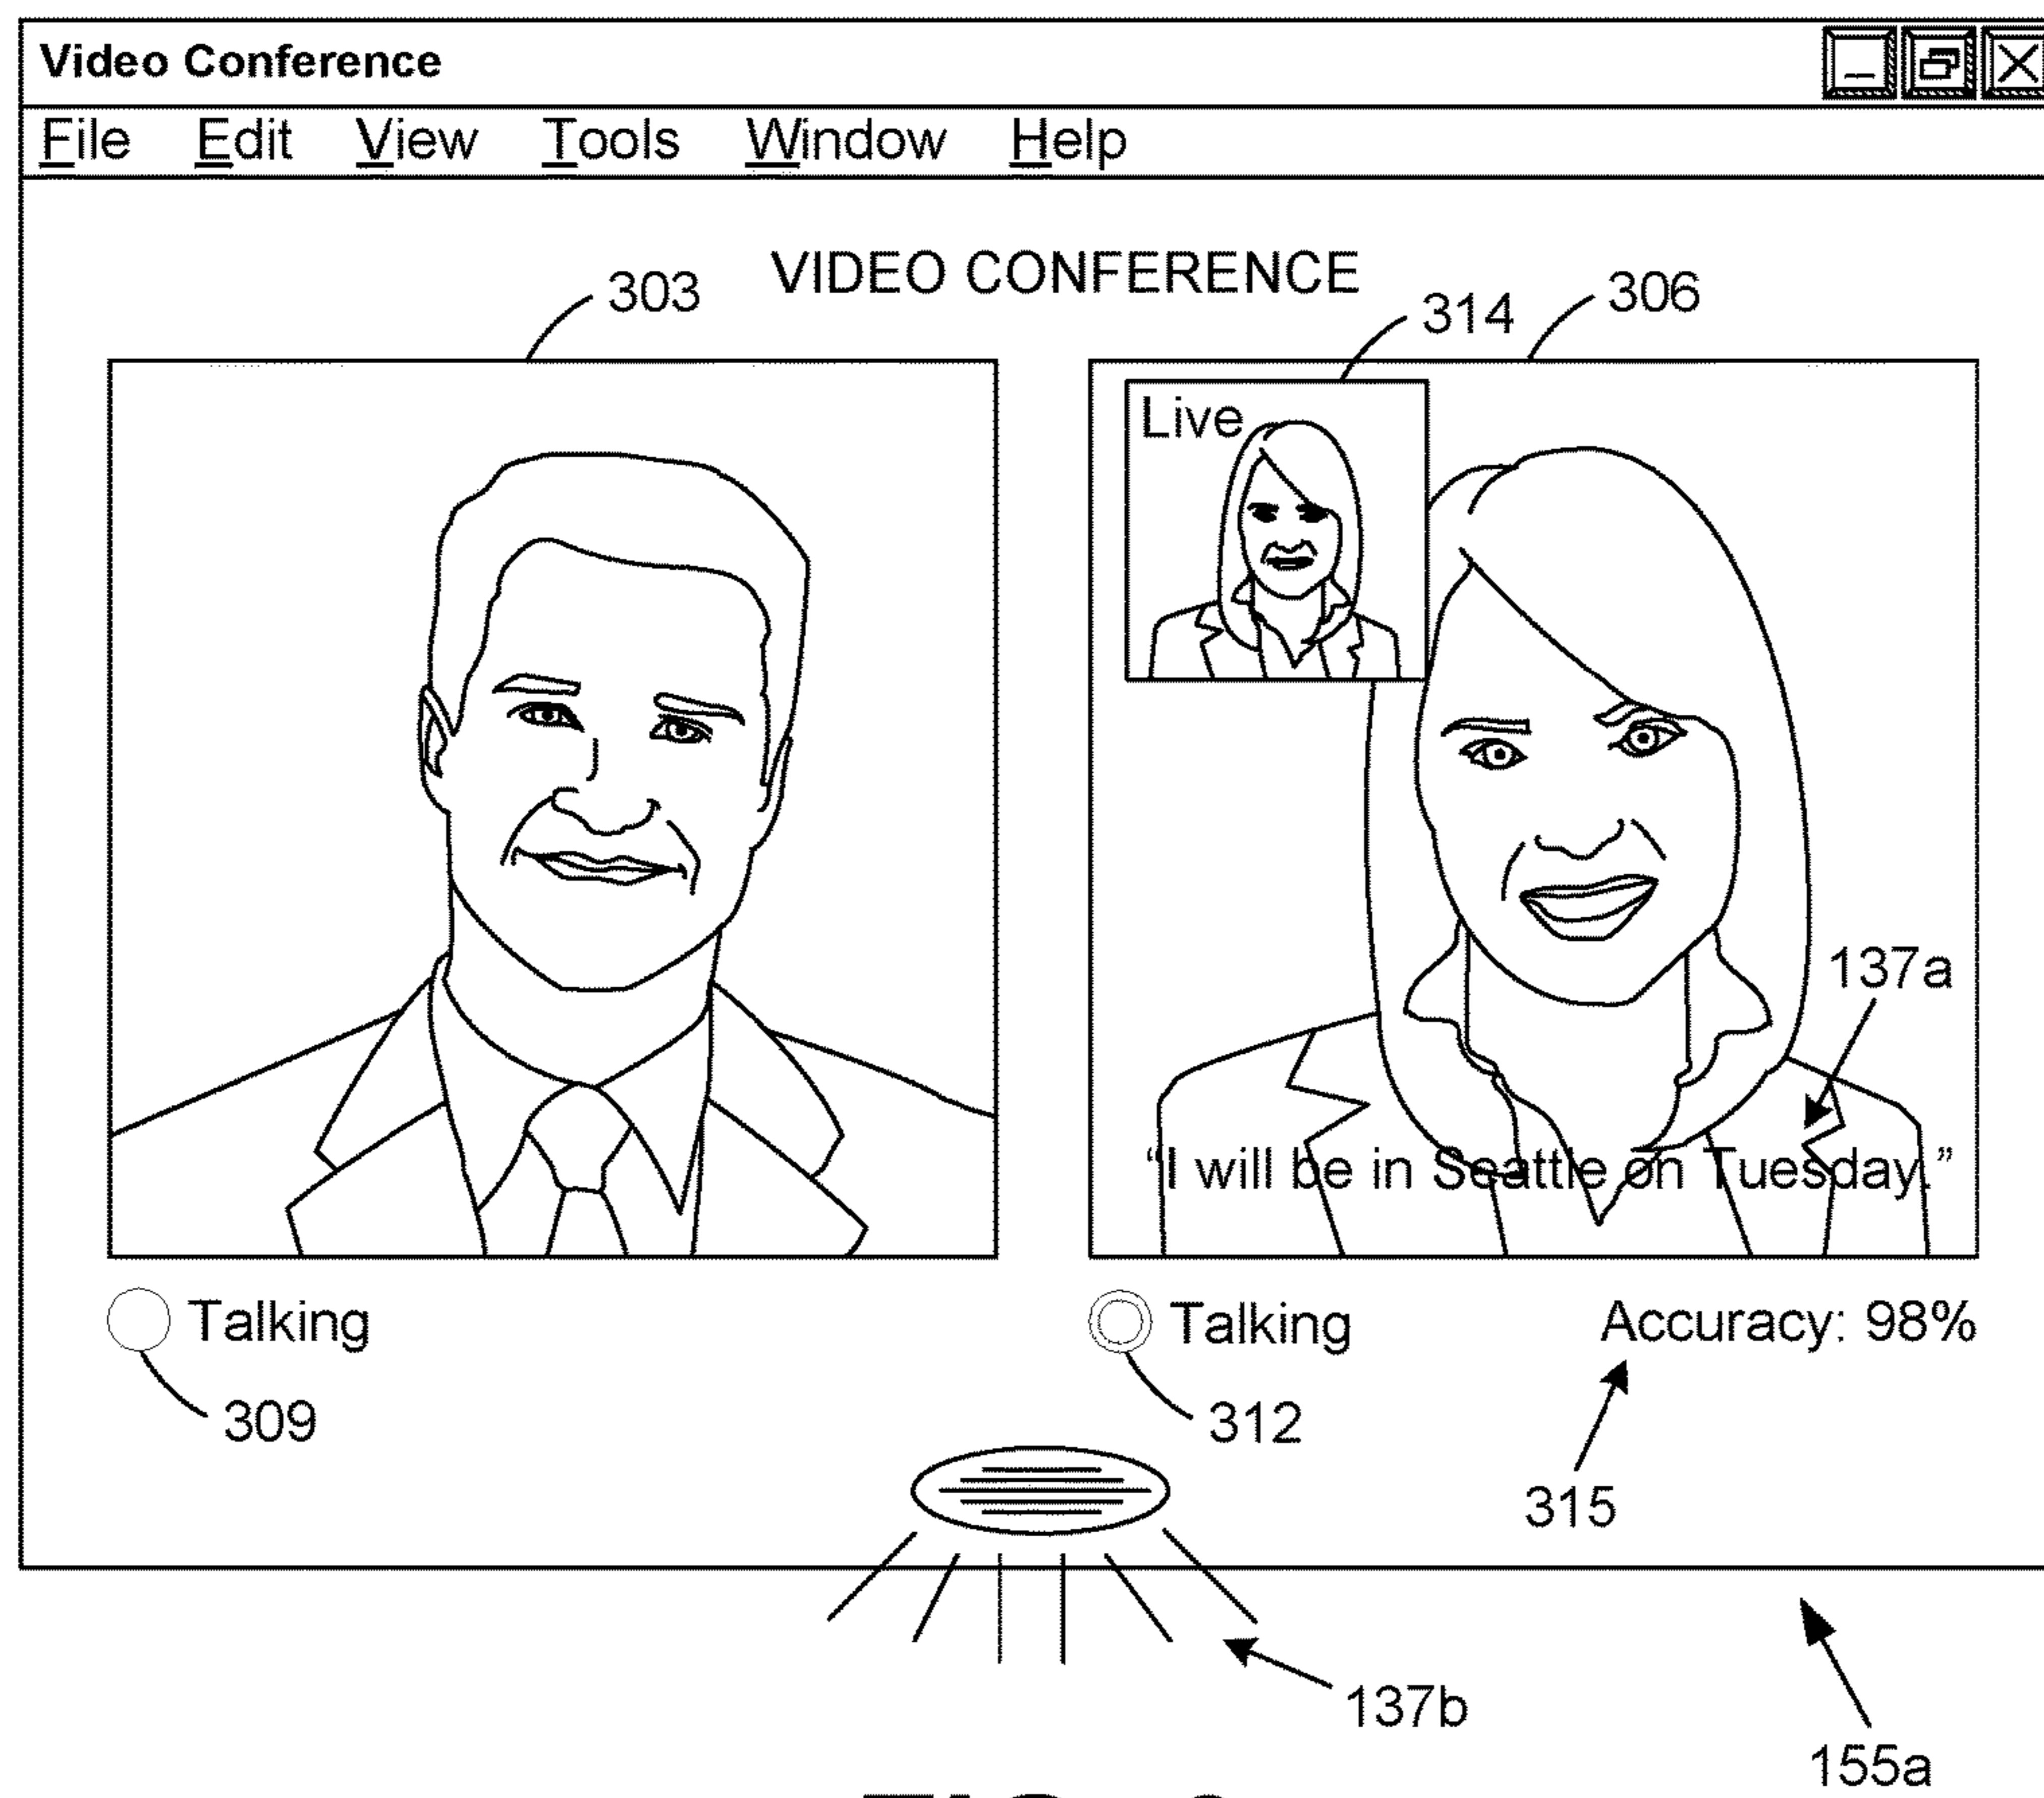 Video Conference
File Edit View Tools Window Help
VIDEO CONFERENCE
303
314
306
Live
137a
“I will be in Seattle on Tuesday.”
Talking
Talking
Accuracy: 98%
309
312
315
137b
155a